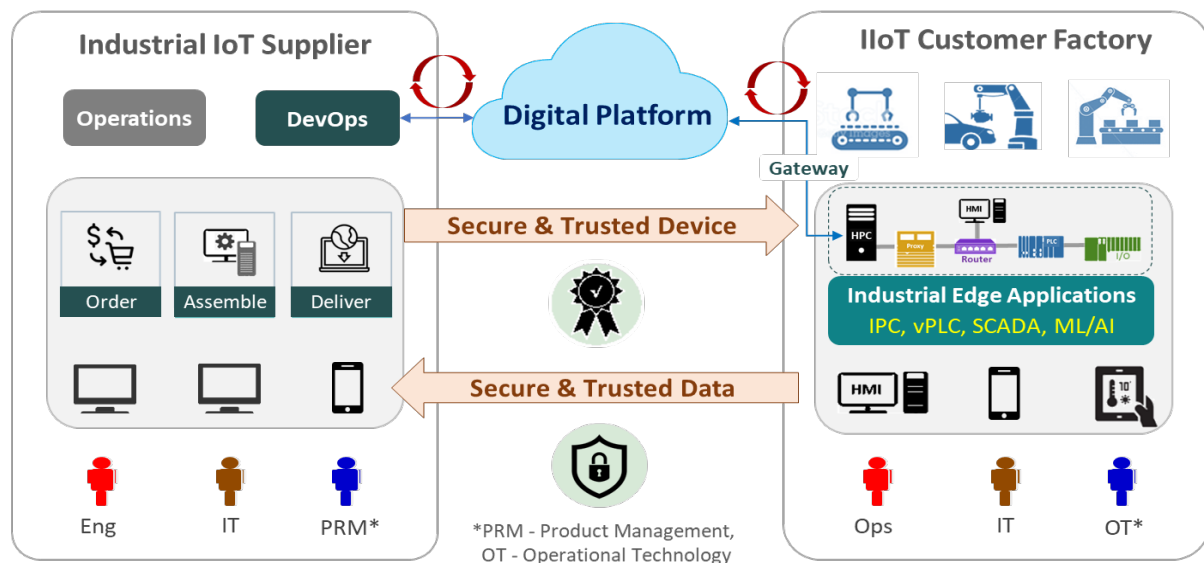 Industrial IoT Supplier
Operations
DevOps
Order
Assemble
Deliver
Eng
IT
PRM*
Digital Platform
Gateway
Secure & Trusted Device
Secure & Trusted Data
*PRM - Product Management,
OT - Operational Technology
IIoT Customer Factory
HMI
HPC
Proxy
Router
PLC
I/O
Industrial Edge Applications
IPC, vPLC, SCADA, ML/AI
HMI
70°
Ops
IT
OT*